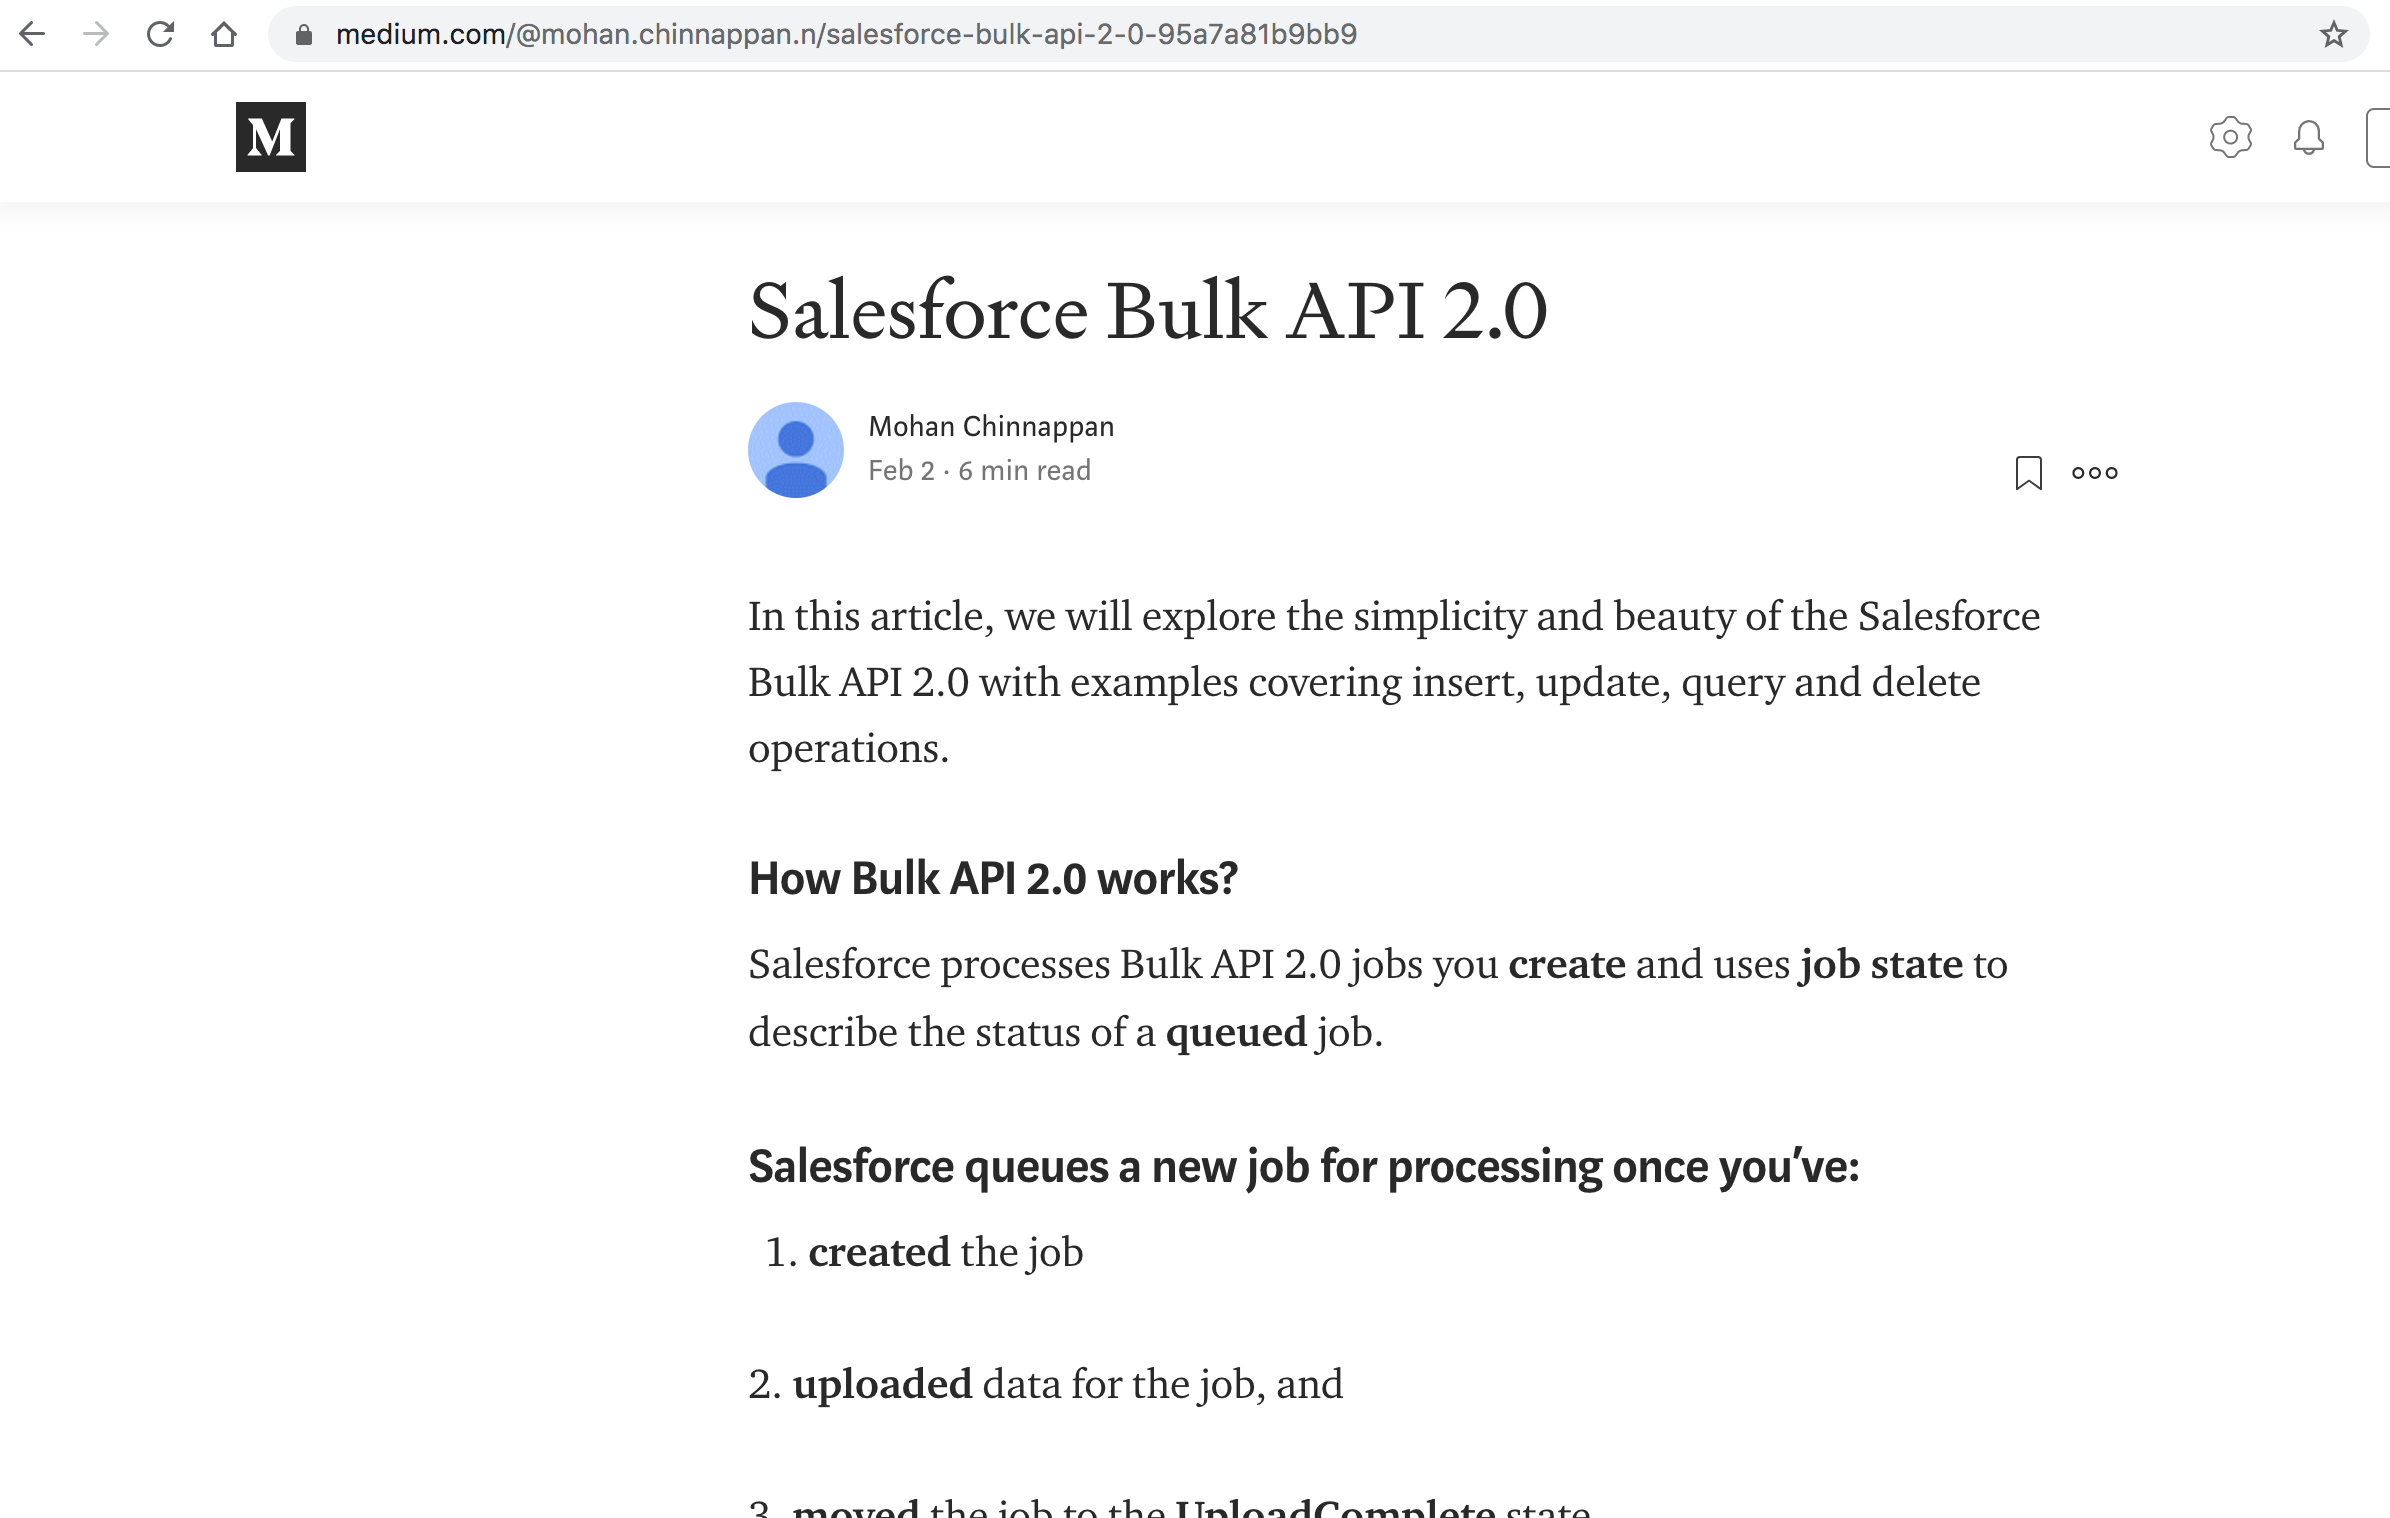 medium.com/@mohan.chinnappan.n/salesforce-bulk-api-2-0-95a7a81b9bb9
M
Salesforce Bulk API 2.0
Mohan Chinnappan
Feb 2 · 6 min read
In this article, we will explore the simplicity and beauty of the Salesforce
Bulk API 2.0 with examples covering insert, update, query and delete
operations.
How Bulk API 2.0 works?
Salesforce processes Bulk API 2.0 jobs you create and uses job state to
describe the status of a queued job.
Salesforce queues a new job for processing once you’ve:
1. created the job
2. uploaded data for the job, and
3. moved the job to the UploadComplete state